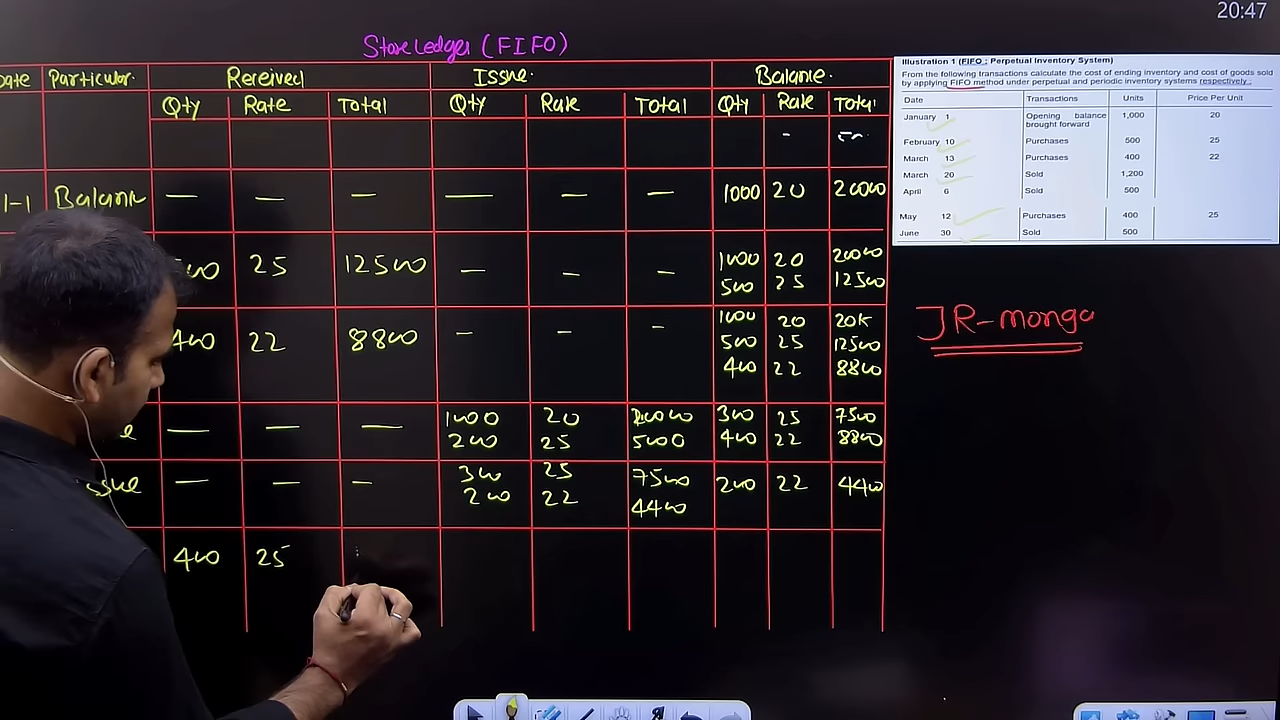 20:47
Store Ledger (FIFO)
Particular. Received Issue. Balance.
Qty Rate Total Qty Rate Total Qty Rate Total
1-1 Balance — — — — — — 1000 20 20000
25 12500 — — — 1000 20 20000
500 25 12500
400 22 8800 - - - 1000 20 20K
500 25 12500
400 22 8800
— — — 1000 20 20000 300 25 7500
200 25 5000 400 22 8800
— — - 300 25 7500 200 22 4400
200 22 4400
400 25
Illustration 1 (FIFO : Perpetual Inventory System)
From the following transactions calculate the cost of ending inventory and cost of goods sold
by applying FIFO method under perpetual and periodic inventory systems respectively :
Date Transactions Units Price Per Unit
January 1 Opening balance brought forward 1,000 20
February 10 Purchases 500 25
March 13 Purchases 400 22
March 20 Sold 1,200
April 6 Sold 500
May 12 Purchases 400 25
June 30 Sold 500
JR-monga